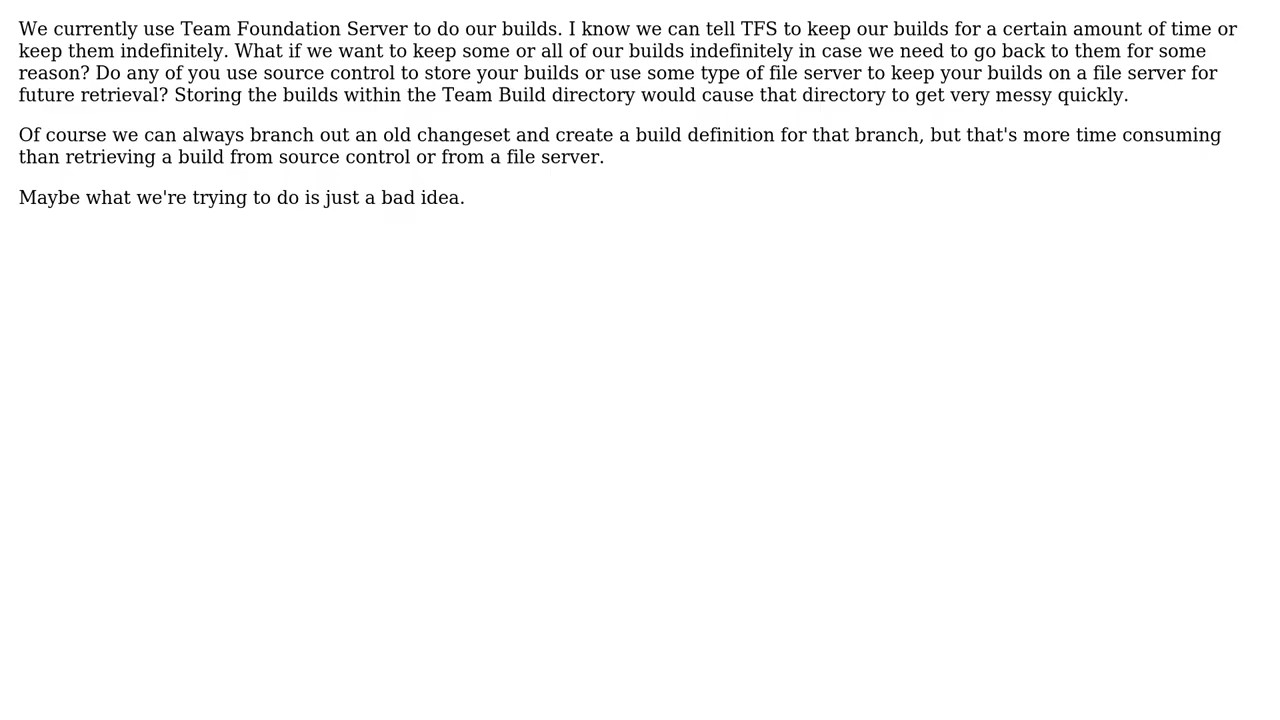 We currently use Team Foundation Server to do our builds. I know we can tell TFS to keep our builds for a certain amount of time or
keep them indefinitely. What if we want to keep some or all of our builds indefinitely in case we need to go back to them for some
reason? Do any of you use source control to store your builds or use some type of file server to keep your builds on a file server for
future retrieval? Storing the builds within the Team Build directory would cause that directory to get very messy quickly.
Of course we can always branch out an old changeset and create a build definition for that branch, but that's more time consuming
than retrieving a build from source control or from a file server.
Maybe what we're trying to do is just a bad idea.